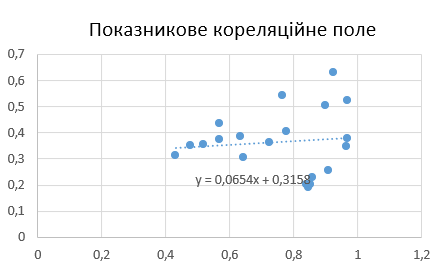 Показникове кореляційне поле
0,7
0,6
0,5
0,4
0,3
0,2
0,1
0
y = 0,0654x + 0,3158
0 0,2 0,4 0,6 0,8 1 1,2